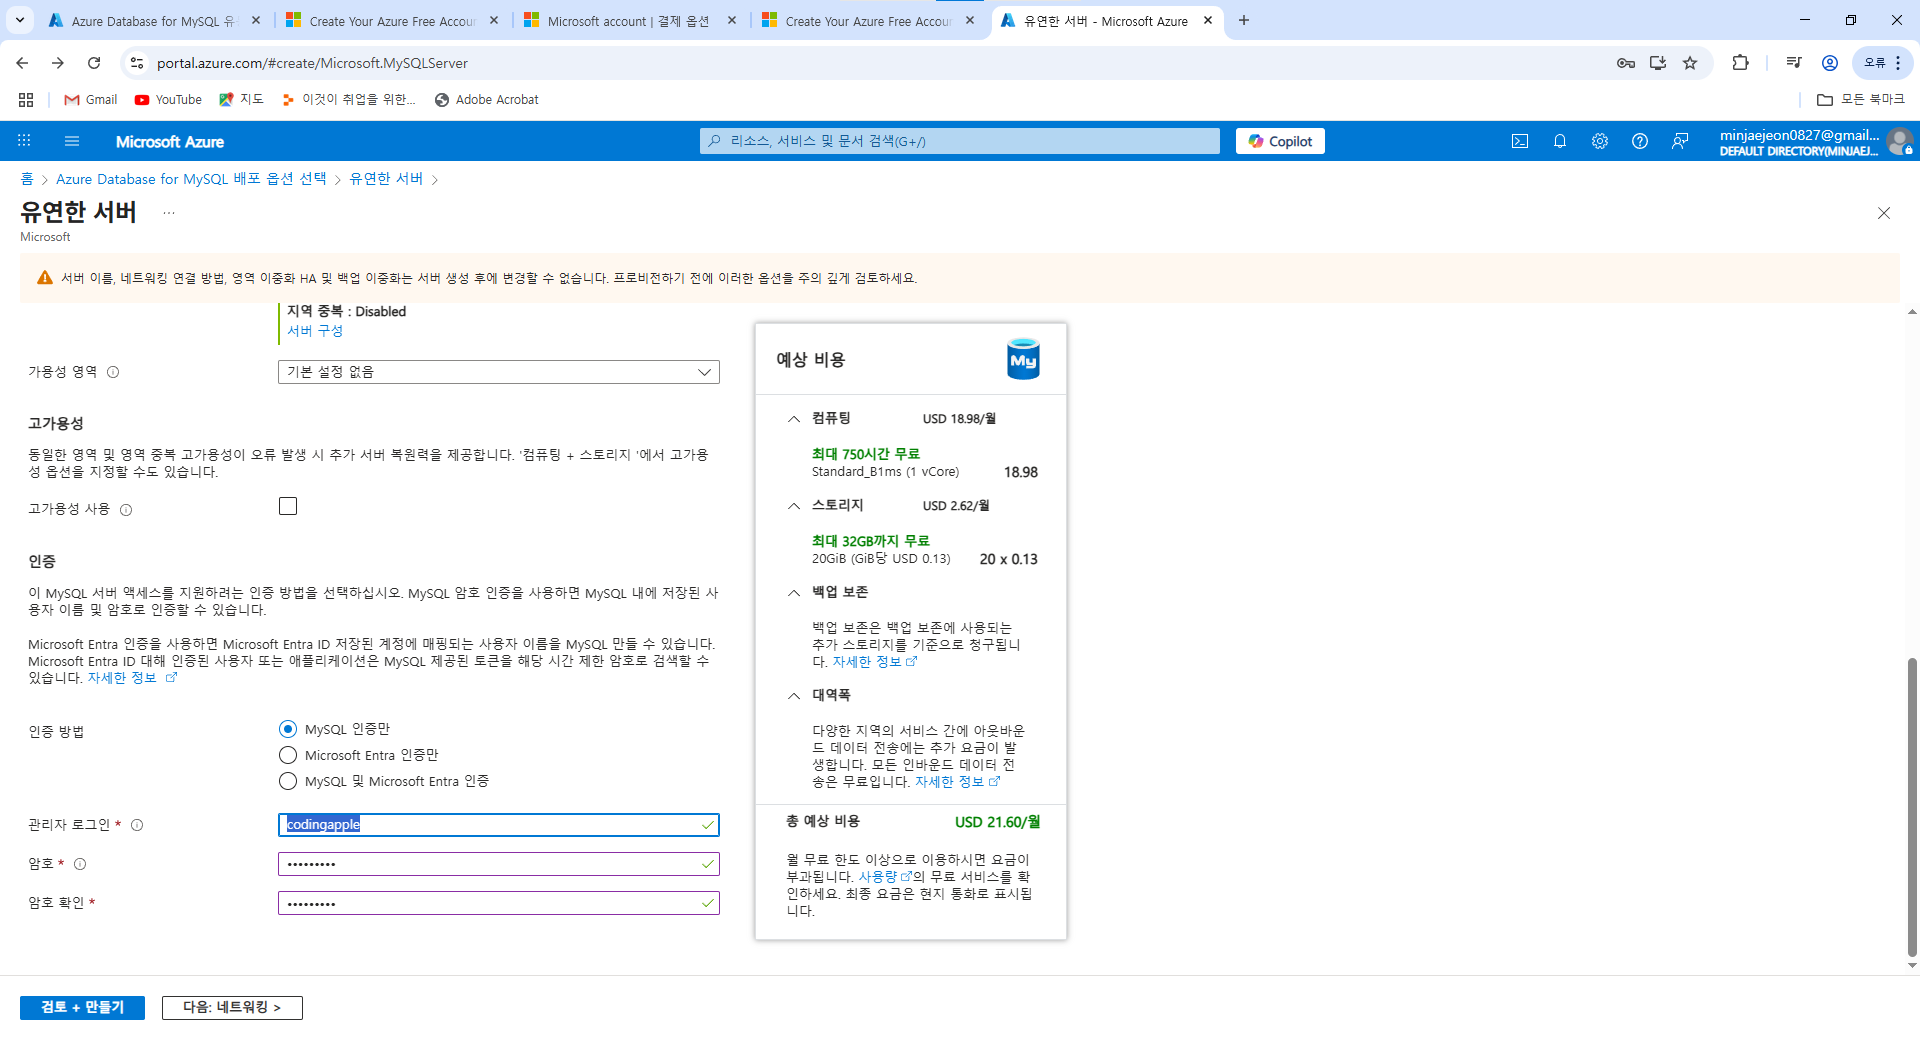 Azure Database for MySQL 유
Create Your Azure Free Accou
Microsoft account | 결제 옵션
Create Your Azure Free Accou
유연한 서버 - Microsoft Azure
portal.azure.com/#create/Microsoft.MySQLServer
오류
Gmail
YouTube
지도
이것이 취업을 위한...
Adobe Acrobat
모든 북마크
Microsoft Azure
리소스, 서비스 및 문서 검색(G+/)
Copilot
minjaejeon0827@gmail...
DEFAULT DIRECTORY(MINJAEJ...
홈 > Azure Database for MySQL 배포 옵션 선택 > 유연한 서버 >
유연한 서버 ...
Microsoft
서버 이름, 네트워킹 연결 방법, 영역 이중화 HA 및 백업 이중화는 서버 생성 후에 변경할 수 없습니다. 프로비전하기 전에 이러한 옵션을 주의 깊게 검토하세요.
지역 중복 : Disabled
서버 구성
가용성 영역
기본 설정 없음
고가용성
동일한 영역 및 영역 중복 고가용성이 오류 발생 시 추가 서버 복원력을 제공합니다. '컴퓨팅 + 스토리지 '에서 고가용
성 옵션을 지정할 수도 있습니다.
고가용성 사용
인증
이 MySQL 서버 액세스를 지원하려는 인증 방법을 선택하십시오. MySQL 암호 인증을 사용하면 MySQL 내에 저장된 사
용자 이름 및 암호로 인증할 수 있습니다.
Microsoft Entra 인증을 사용하면 Microsoft Entra ID 저장된 계정에 매핑되는 사용자 이름을 MySQL 만들 수 있습니다.
Microsoft Entra ID 대해 인증된 사용자 또는 애플리케이션은 MySQL 제공된 토큰을 해당 시간 제한 암호로 검색할 수
있습니다. 자세한 정보
인증 방법
MySQL 인증만
Microsoft Entra 인증만
MySQL 및 Microsoft Entra 인증
관리자 로그인 *
codingapple
암호 *
•••••••••
암호 확인 *
•••••••••
예상 비용
My
컴퓨팅 USD 18.98/월
최대 750시간 무료
Standard_B1ms (1 vCore) 18.98
스토리지 USD 2.62/월
최대 32GB까지 무료
20GiB (GiB당 USD 0.13) 20 x 0.13
백업 보존
백업 보존은 백업 보존에 사용되는
추가 스토리지를 기준으로 청구됩니
다. 자세한 정보
대역폭
다양한 지역의 서비스 간에 아웃바운
드 데이터 전송에는 추가 요금이 발
생합니다. 모든 인바운드 데이터 전
송은 무료입니다. 자세한 정보
총 예상 비용 USD 21.60/월
월 무료 한도 이상으로 이용하시면 요금이
부과됩니다. 사용량의 무료 서비스를 확
인하세요. 최종 요금은 현지 통화로 표시됩
니다.
검토 + 만들기
다음: 네트워킹 >